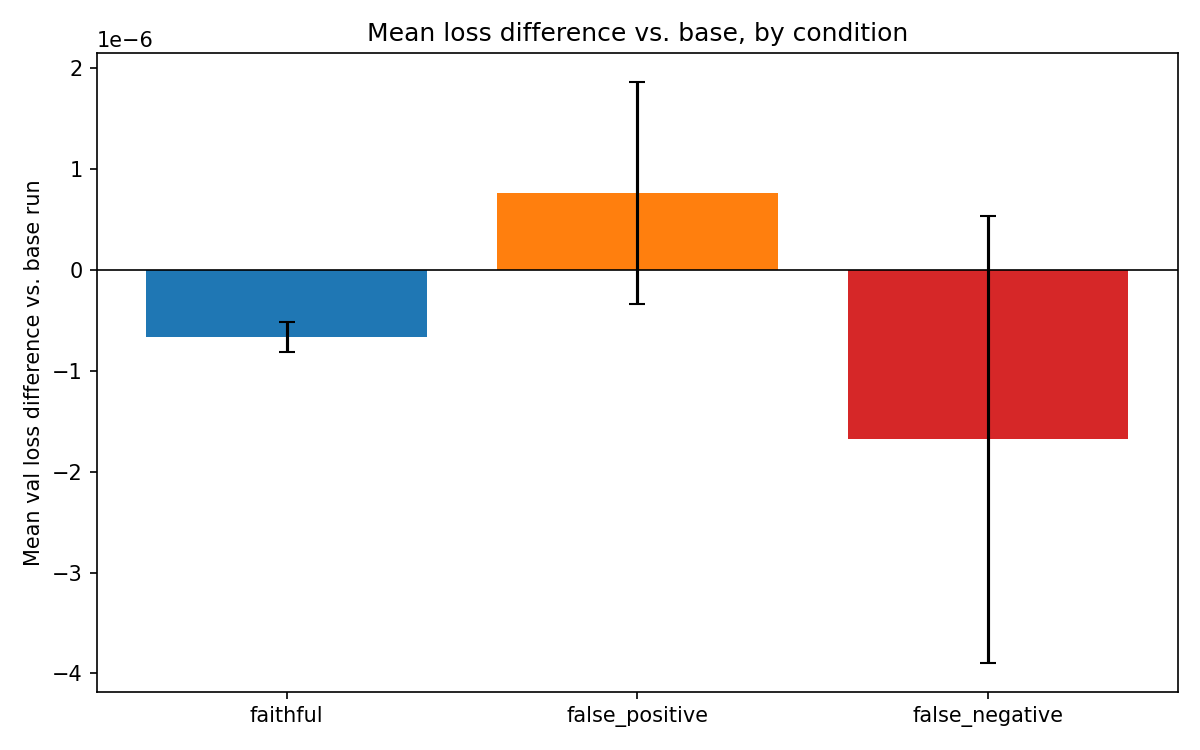 Mean loss difference vs. base, by condition
1e−6
Mean val loss difference vs. base run
2
1
0
−1
−2
−3
−4
faithful
false_positive
false_negative